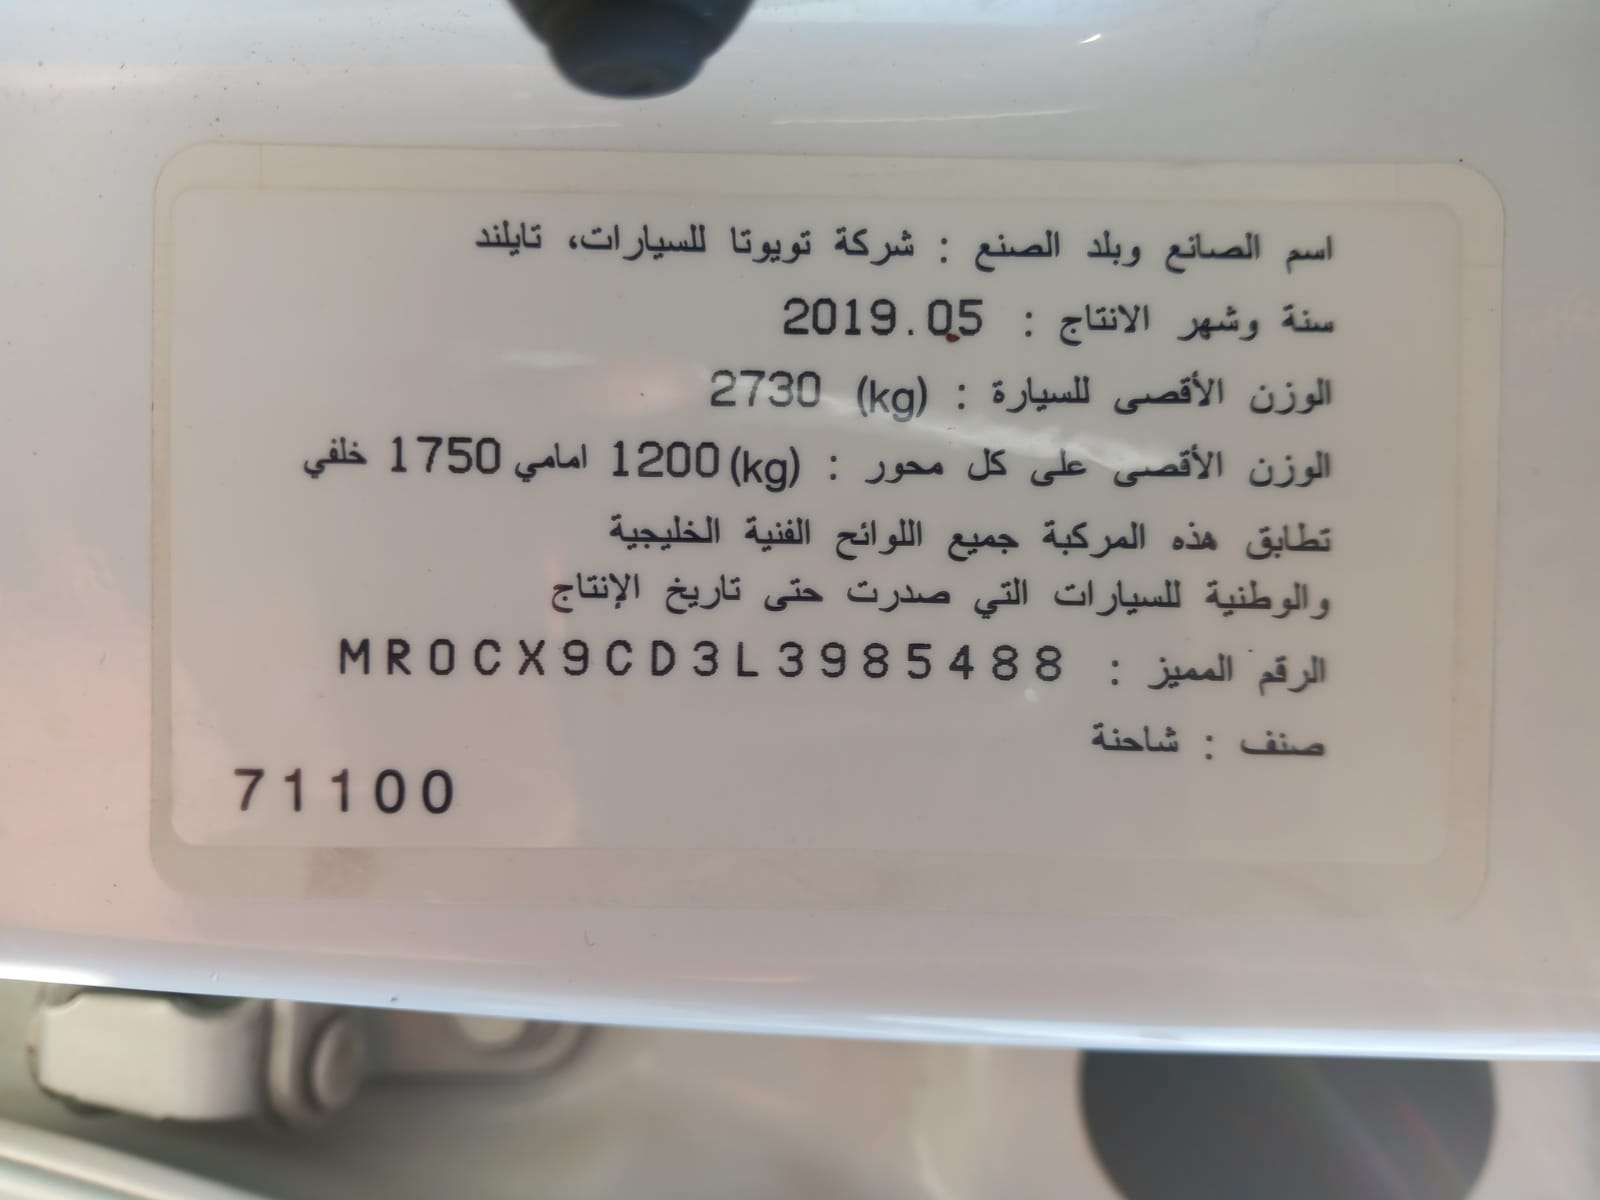 اسم الصانع وبلد الصنع : شركة تويوتا للسيارات، تايلند
سنة وشهر الانتاج : 2019.05
الوزن الأقصى للسيارة : (kg) 2730
الوزن الأقصى على كل محور : (kg) 1200 امامي 1750 خلفي
تطابق هذه المركبة جميع اللوائح الفنية الخليجية
والوطنية للسيارات التي صدرت حتى تاريخ الإنتاج
الرقم المميز : MR0CX9CD3L3985488
صنف : شاحنة
71100